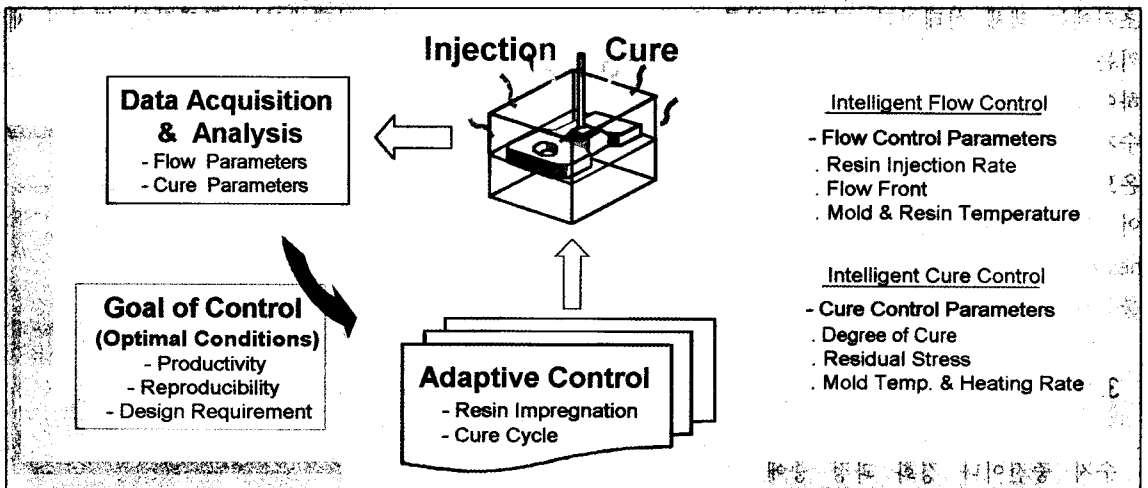 Injection Cure
Data Acquisition
& Analysis
- Flow Parameters
- Cure Parameters
Goal of Control
(Optimal Conditions)
- Productivity
- Reproducibility
- Design Requirement
Adaptive Control
- Resin Impregnation
- Cure Cycle
Intelligent Flow Control
- Flow Control Parameters
. Resin Injection Rate
. Flow Front
. Mold & Resin Temperature
Intelligent Cure Control
- Cure Control Parameters
. Degree of Cure
. Residual Stress
. Mold Temp. & Heating Rate